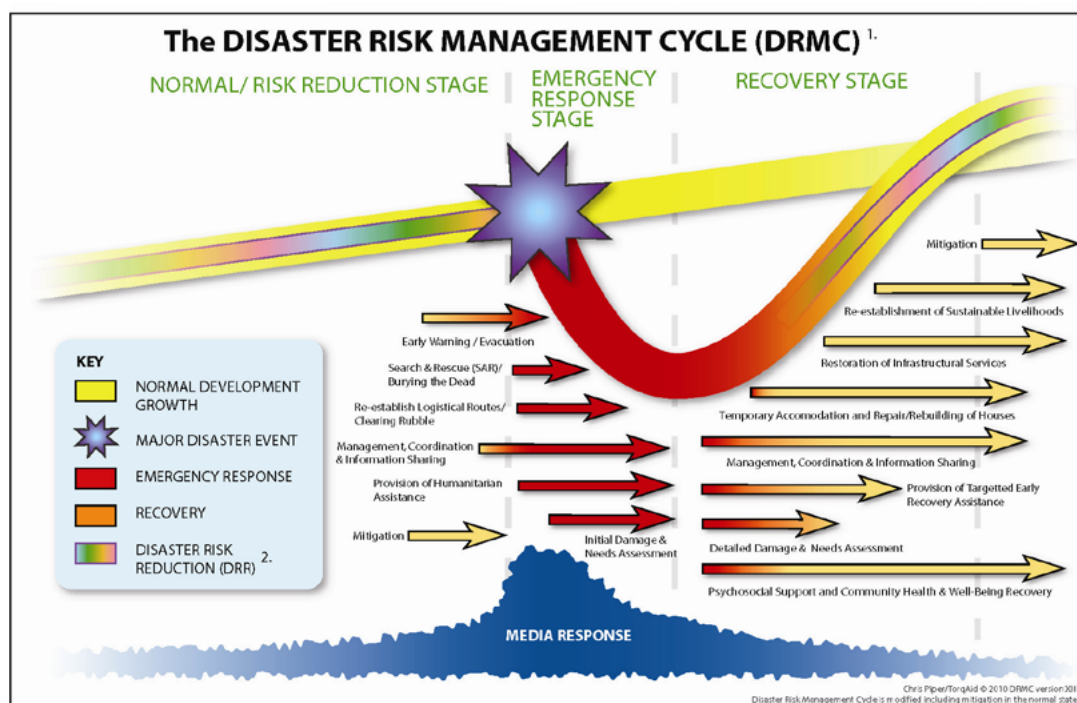 The DISASTER RISK MANAGEMENT CYCLE (DRMC) 1.
NORMAL/ RISK REDUCTION STAGE
EMERGENCY
RESPONSE
STAGE
RECOVERY STAGE
Mitigation
Re-establishment of Sustainable Livelihoods
Early Warning / Evacuation
Restoration of Infrastructural Services
Search & Rescue (SAR)/
Burying the Dead
Re-establish Logistical Routes/
Clearing Rubble
Temporary Accomodation and Repair/Rebuilding of Houses
Management, Coordination
& Information Sharing
Management, Coordination & Information Sharing
Provision of Humanitarian
Assistance
Provision of Targetted Early
Recovery Assistance
Mitigation
Initial Damage &
Needs Assessment
Detailed Damage & Needs Assessment
Psychosocial Support and Community Health & Well-Being Recovery
KEY
NORMAL DEVELOPMENT
GROWTH
MAJOR DISASTER EVENT
EMERGENCY RESPONSE
RECOVERY
DISASTER RISK
REDUCTION (DRR) 2.
MEDIA RESPONSE
Chris Piper/TorqAid © 2010 DRMC version XIII
Disaster Risk Management Cycle is modified including mitigation in the normal state